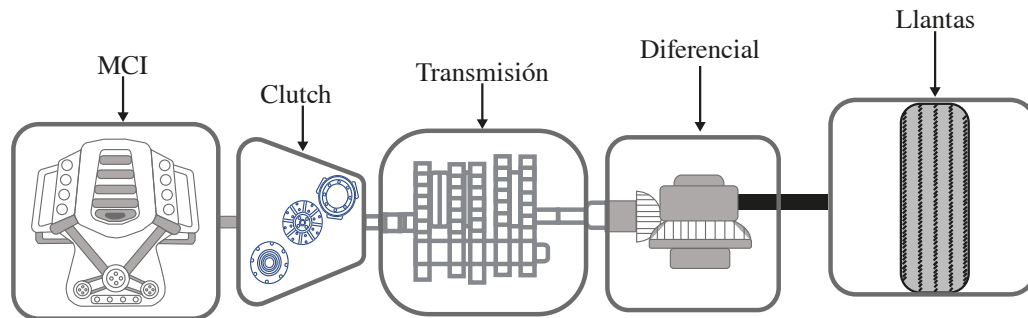 MCI
Clutch
Transmisión
Diferencial
Llantas